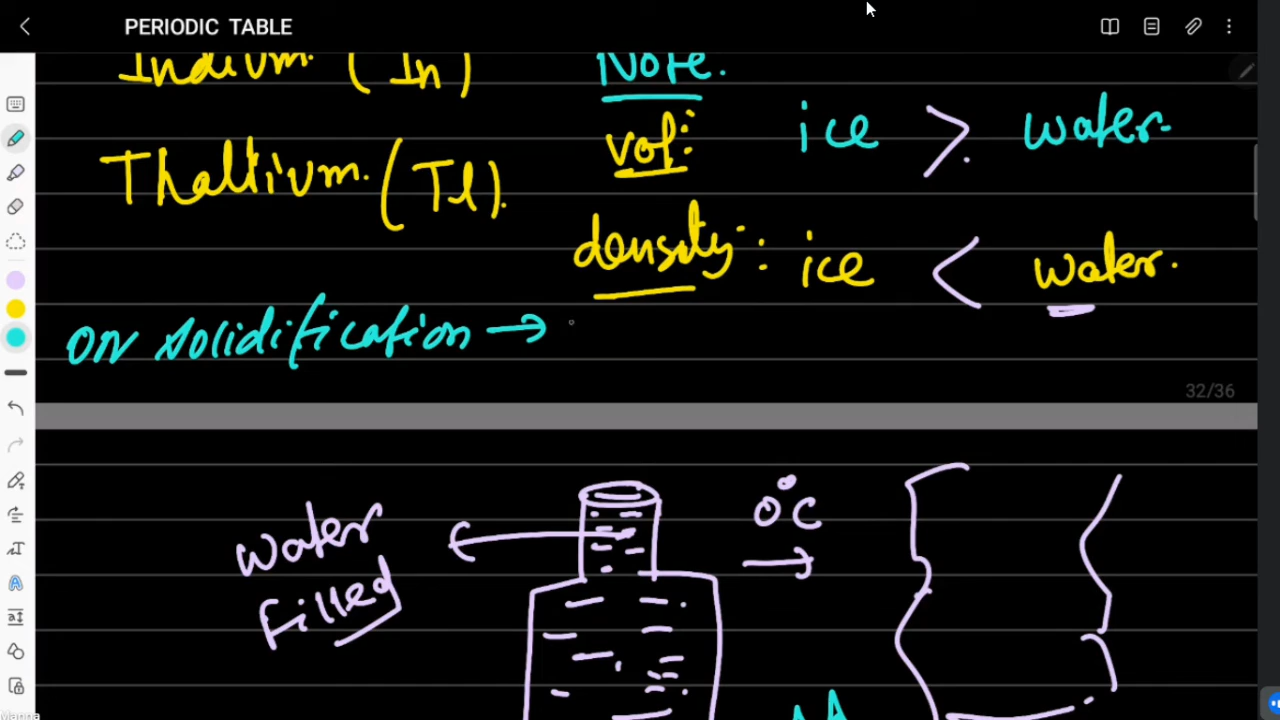 PERIODIC TABLE
Indium. (In)
Thallium. (Tl).
Note.
vol:
ice > water.
density: ice < water.
on solidification →
32/36
water
filled
0°C
Manna